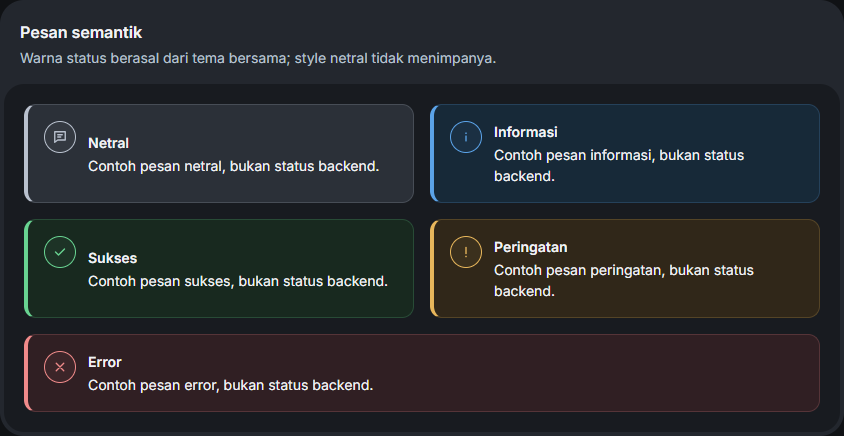 Pesan semantik
Warna status berasal dari tema bersama; style netral tidak menimpanya.
Netral
Contoh pesan netral, bukan status backend.
Informasi
Contoh pesan informasi, bukan status
backend.
Sukses
Contoh pesan sukses, bukan status backend.
Peringatan
Contoh pesan peringatan, bukan status
backend.
Error
Contoh pesan error, bukan status backend.